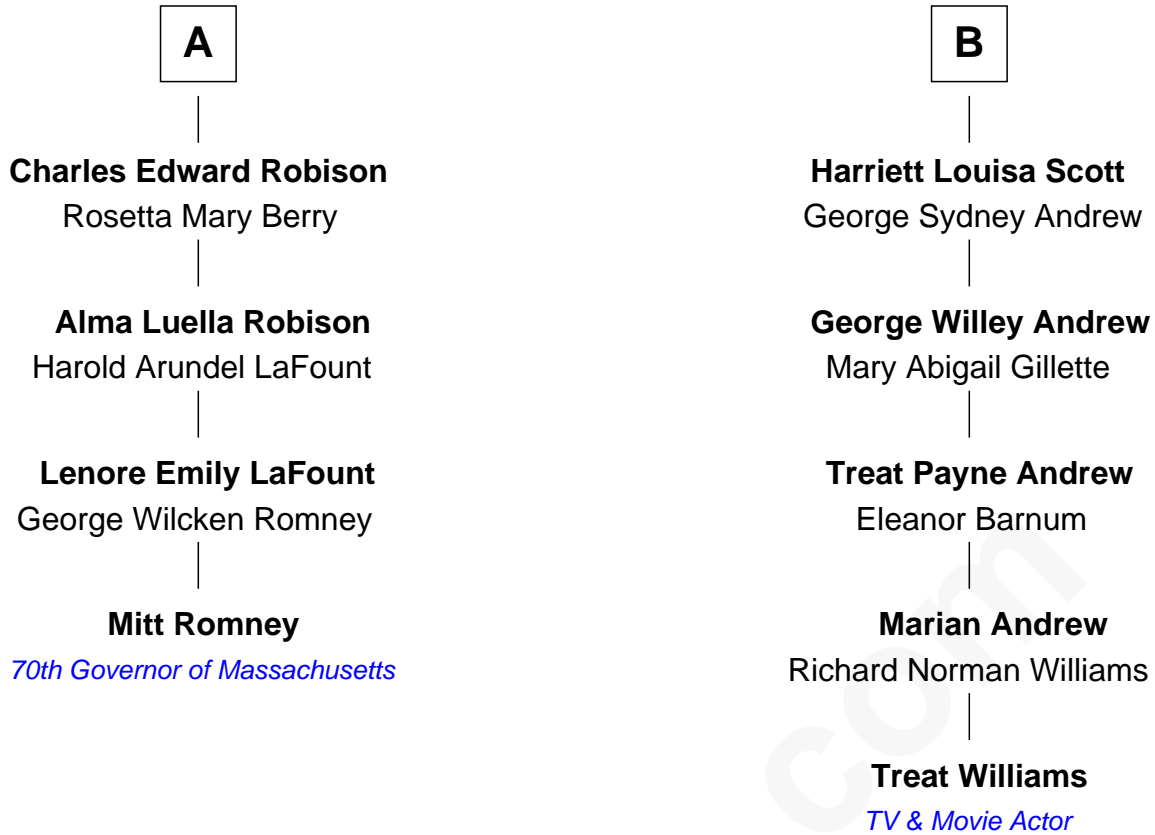 A
Charles Edward Robison
Rosetta Mary Berry
Alma Luella Robison
Harold Arundel LaFount
Lenore Emily LaFount
George Wilcken Romney
Mitt Romney
70th Governor of Massachusetts
B
Harriett Louisa Scott
George Sydney Andrew
George Willey Andrew
Mary Abigail Gillette
Treat Payne Andrew
Eleanor Barnum
Marian Andrew
Richard Norman Williams
Treat Williams
TV & Movie Actor
com